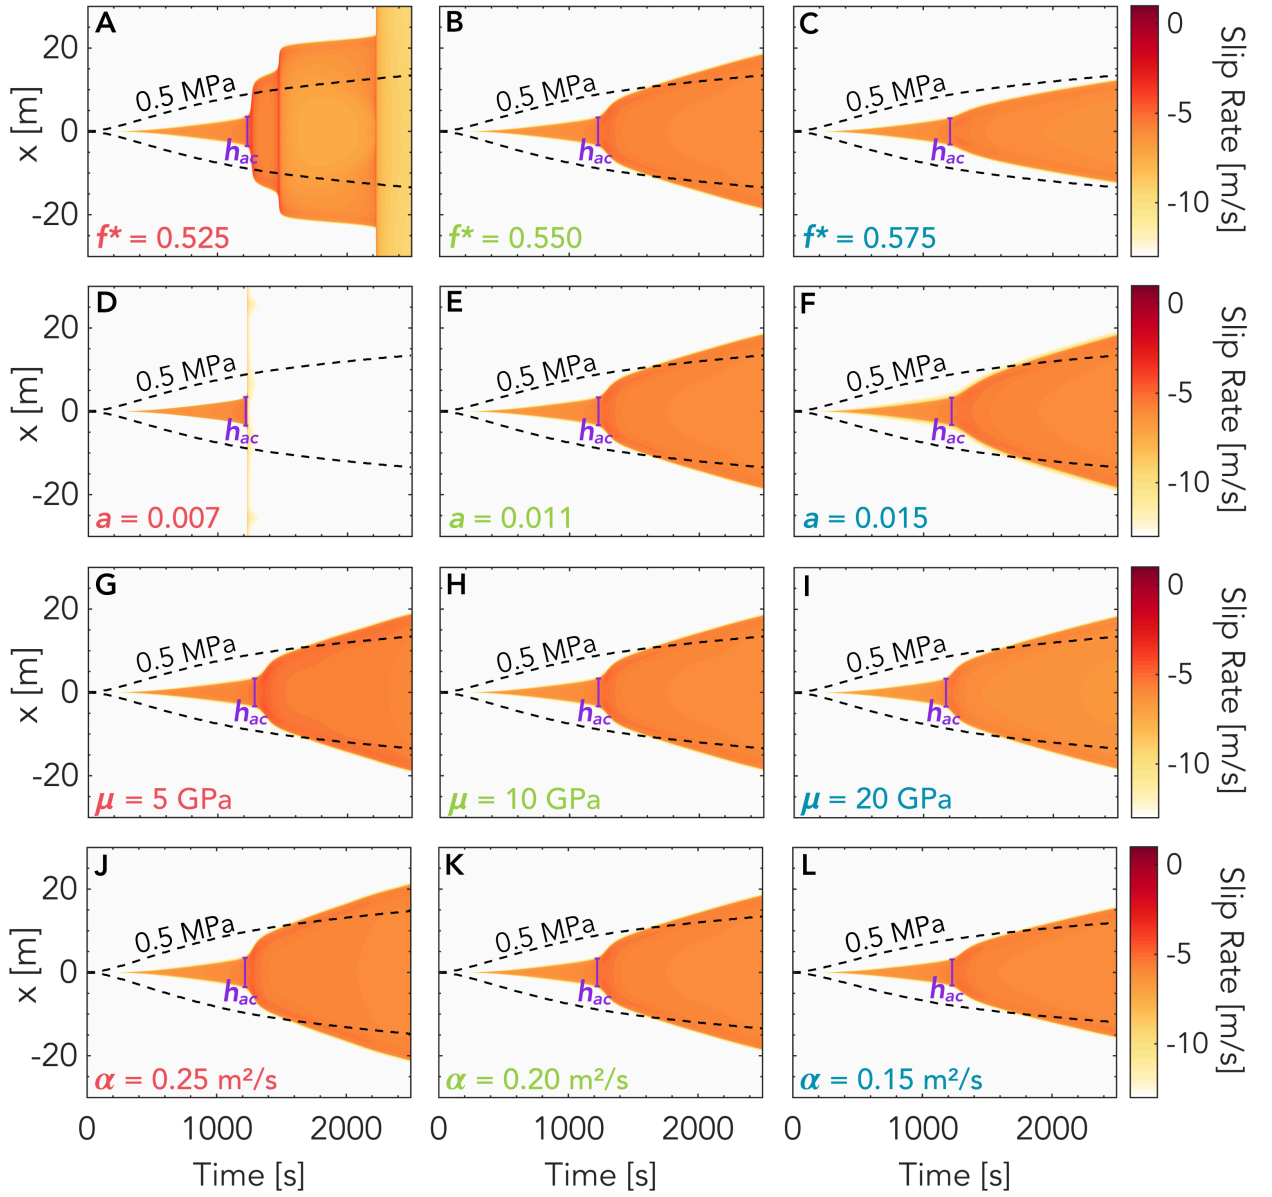 A
B
C
20
0
-20
x [m]
0.5 MPa
h_ac
f* = 0.525
0.5 MPa
h_ac
f* = 0.550
0.5 MPa
h_ac
f* = 0.575
0
-5
-10
Slip Rate [m/s]
D
E
F
20
0
-20
x [m]
0.5 MPa
h_ac
a = 0.007
0.5 MPa
h_ac
a = 0.011
0.5 MPa
h_ac
a = 0.015
0
-5
-10
Slip Rate [m/s]
G
H
I
20
0
-20
x [m]
0.5 MPa
h_ac
μ = 5 GPa
0.5 MPa
h_ac
μ = 10 GPa
0.5 MPa
h_ac
μ = 20 GPa
0
-5
-10
Slip Rate [m/s]
J
K
L
20
0
-20
x [m]
0.5 MPa
h_ac
α = 0.25 m²/s
0.5 MPa
h_ac
α = 0.20 m²/s
0.5 MPa
h_ac
α = 0.15 m²/s
0
-5
-10
Slip Rate [m/s]
0 1000 2000
0 1000 2000
0 1000 2000
Time [s]
Time [s]
Time [s]